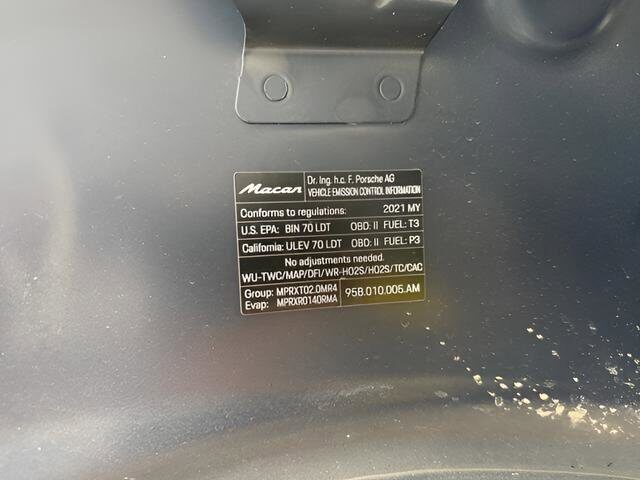 Macan
Dr. Ing. h.c. F. Porsche AG
VEHICLE EMISSION CONTROL INFORMATION
Conforms to regulations: 2021 MY
U.S. EPA: BIN 70 LDT OBD: II FUEL: T3
California: ULEV 70 LDT OBD: II FUEL: P3
No adjustments needed.
WU-TWC/MAP/DFI/WR-HO2S/HO2S/TC/CAC
Group: MPRXT02.0MR4
Evap: MPRXR0140RMA
95B.010.005.AM